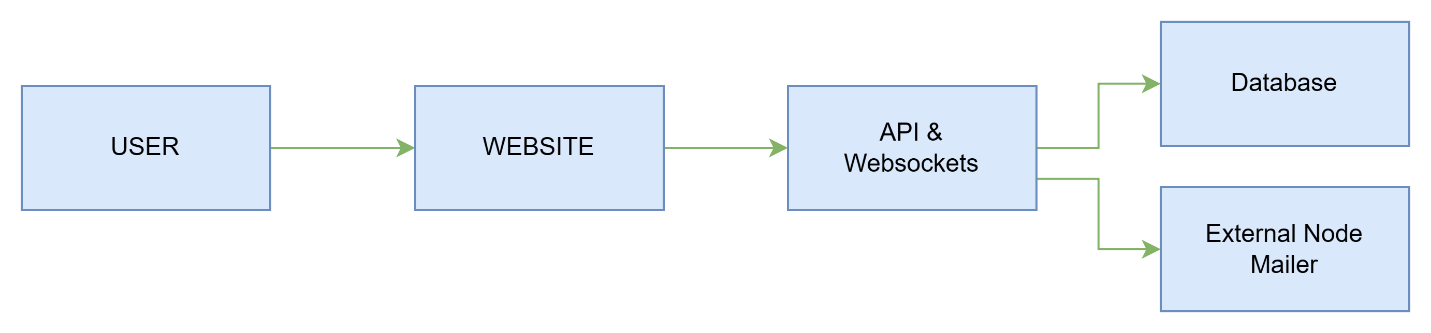 USER
WEBSITE
API &
Websockets
Database
External Node
Mailer